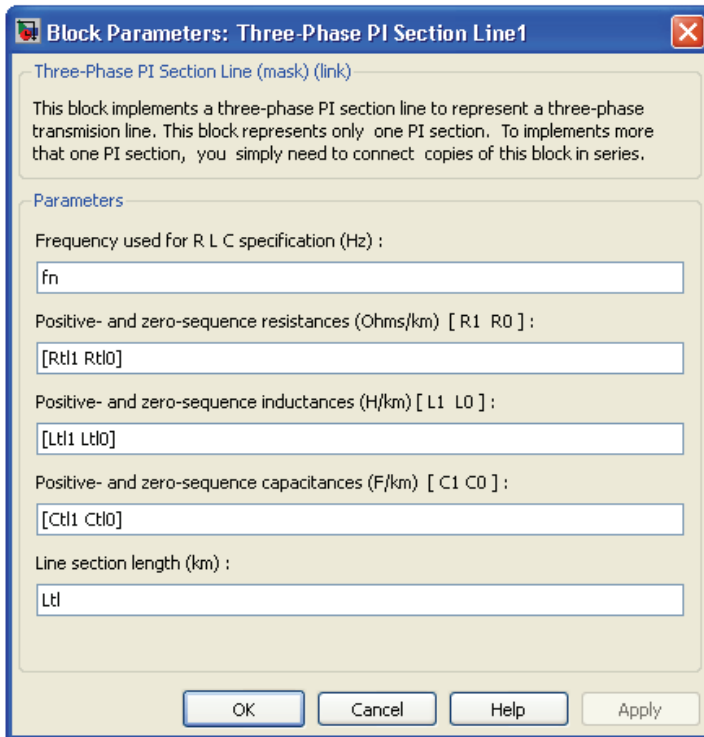 Block Parameters: Three-Phase PI Section Line1
Three-Phase PI Section Line (mask) (link)
This block implements a three-phase PI section line to represent a three-phase
transmision line. This block represents only one PI section. To implements more
that one PI section, you simply need to connect copies of this block in series.
Parameters
Frequency used for R L C specification (Hz) :
fn
Positive- and zero-sequence resistances (Ohms/km) [ R1 R0 ] :
[Rtl1 Rtl0]
Positive- and zero-sequence inductances (H/km) [ L1 L0 ] :
[Ltl1 Ltl0]
Positive- and zero-sequence capacitances (F/km) [ C1 C0 ] :
[Ctl1 Ctl0]
Line section length (km) :
Ltl
OK Cancel Help Apply